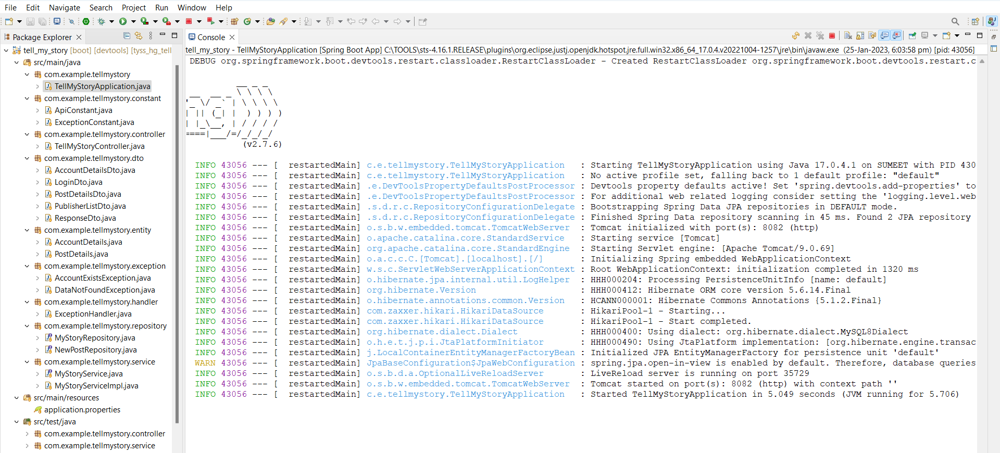 File Edit Navigate Search Project Run Window Help
Package Explorer
tell_my_story [boot] [devtools] [tyss_hg_tell
src/main/java
com.example.tellmystory
TellMyStoryApplication.java
com.example.tellmystory.constant
ApiConstant.java
ExceptionConstant.java
com.example.tellmystory.controller
TellMyStoryController.java
com.example.tellmystory.dto
AccountDetailsDto.java
LoginDto.java
PostDetailsDto.java
PublisherListDto.java
ResponseDto.java
com.example.tellmystory.entity
AccountDetails.java
PostDetails.java
com.example.tellmystory.exception
AccountExistsException.java
DataNotFoundException.java
com.example.tellmystory.handler
ExceptionHandler.java
com.example.tellmystory.repository
MyStoryRepository.java
NewPostRepository.java
com.example.tellmystory.service
MyStoryService.java
MyStoryServiceImpl.java
src/main/resources
application.properties
src/test/java
com.example.tellmystory.controller
com.example.tellmystory.service
Console
tell_my_story - TellMyStoryApplication [Spring Boot App] C:\TOOLS\sts-4.16.1.RELEASE\plugins\org.eclipse.justj.openjdk.hotspot.jre.full.win32.x86_64_17.0.4.v20221004-1257\jre\bin\javaw.exe (25-Jan-2023, 6:03:58 pm) [pid: 43056]
DEBUG org.springframework.boot.devtools.restart.classloader.RestartClassLoader - Created RestartClassLoader org.springframework.boot.devtools.restart.c
          __ _ _
 __  __ _ \ \ \ \
'_ \/ _` | \ \ \ \
| || (_| |  ) ) ) )
| |_\__, | / / / /
====|___/=/_/_/_/
(v2.7.6)
INFO 43056 --- [  restartedMain] c.e.tellmystory.TellMyStoryApplication   : Starting TellMyStoryApplication using Java 17.0.4.1 on SUMEET with PID 430
INFO 43056 --- [  restartedMain] c.e.tellmystory.TellMyStoryApplication   : No active profile set, falling back to 1 default profile: "default"
INFO 43056 --- [  restartedMain] .e.DevToolsPropertyDefaultsPostProcessor : Devtools property defaults active! Set 'spring.devtools.add-properties' to
INFO 43056 --- [  restartedMain] .e.DevToolsPropertyDefaultsPostProcessor : For additional web related logging consider setting the 'logging.level.web
INFO 43056 --- [  restartedMain] .s.d.r.c.RepositoryConfigurationDelegate : Bootstrapping Spring Data JPA repositories in DEFAULT mode.
INFO 43056 --- [  restartedMain] .s.d.r.c.RepositoryConfigurationDelegate : Finished Spring Data repository scanning in 45 ms. Found 2 JPA repository
INFO 43056 --- [  restartedMain] o.s.b.w.embedded.tomcat.TomcatWebServer  : Tomcat initialized with port(s): 8082 (http)
INFO 43056 --- [  restartedMain] o.apache.catalina.core.StandardService   : Starting service [Tomcat]
INFO 43056 --- [  restartedMain] org.apache.catalina.core.StandardEngine  : Starting Servlet engine: [Apache Tomcat/9.0.69]
INFO 43056 --- [  restartedMain] o.a.c.c.C.[Tomcat].[localhost].[/]       : Initializing Spring embedded WebApplicationContext
INFO 43056 --- [  restartedMain] w.s.c.ServletWebServerApplicationContext : Root WebApplicationContext: initialization completed in 1320 ms
INFO 43056 --- [  restartedMain] o.hibernate.jpa.internal.util.LogHelper  : HHH000204: Processing PersistenceUnitInfo [name: default]
INFO 43056 --- [  restartedMain] org.hibernate.Version                    : HHH000412: Hibernate ORM core version 5.6.14.Final
INFO 43056 --- [  restartedMain] o.hibernate.annotations.common.Version   : HCANN000001: Hibernate Commons Annotations {5.1.2.Final}
INFO 43056 --- [  restartedMain] com.zaxxer.hikari.HikariDataSource       : HikariPool-1 - Starting...
INFO 43056 --- [  restartedMain] com.zaxxer.hikari.HikariDataSource       : HikariPool-1 - Start completed.
INFO 43056 --- [  restartedMain] org.hibernate.dialect.Dialect            : HHH000400: Using dialect: org.hibernate.dialect.MySQL8Dialect
INFO 43056 --- [  restartedMain] o.h.e.t.j.p.i.JtaPlatformInitiator       : HHH000490: Using JtaPlatform implementation: [org.hibernate.engine.transac
INFO 43056 --- [  restartedMain] j.LocalContainerEntityManagerFactoryBean : Initialized JPA EntityManagerFactory for persistence unit 'default'
WARN 43056 --- [  restartedMain] JpaBaseConfiguration$JpaWebConfiguration : spring.jpa.open-in-view is enabled by default. Therefore, database queries
INFO 43056 --- [  restartedMain] o.s.b.d.a.OptionalLiveReloadServer       : LiveReload server is running on port 35729
INFO 43056 --- [  restartedMain] o.s.b.w.embedded.tomcat.TomcatWebServer  : Tomcat started on port(s): 8082 (http) with context path ''
INFO 43056 --- [  restartedMain] c.e.tellmystory.TellMyStoryApplication   : Started TellMyStoryApplication in 5.049 seconds (JVM running for 5.706)